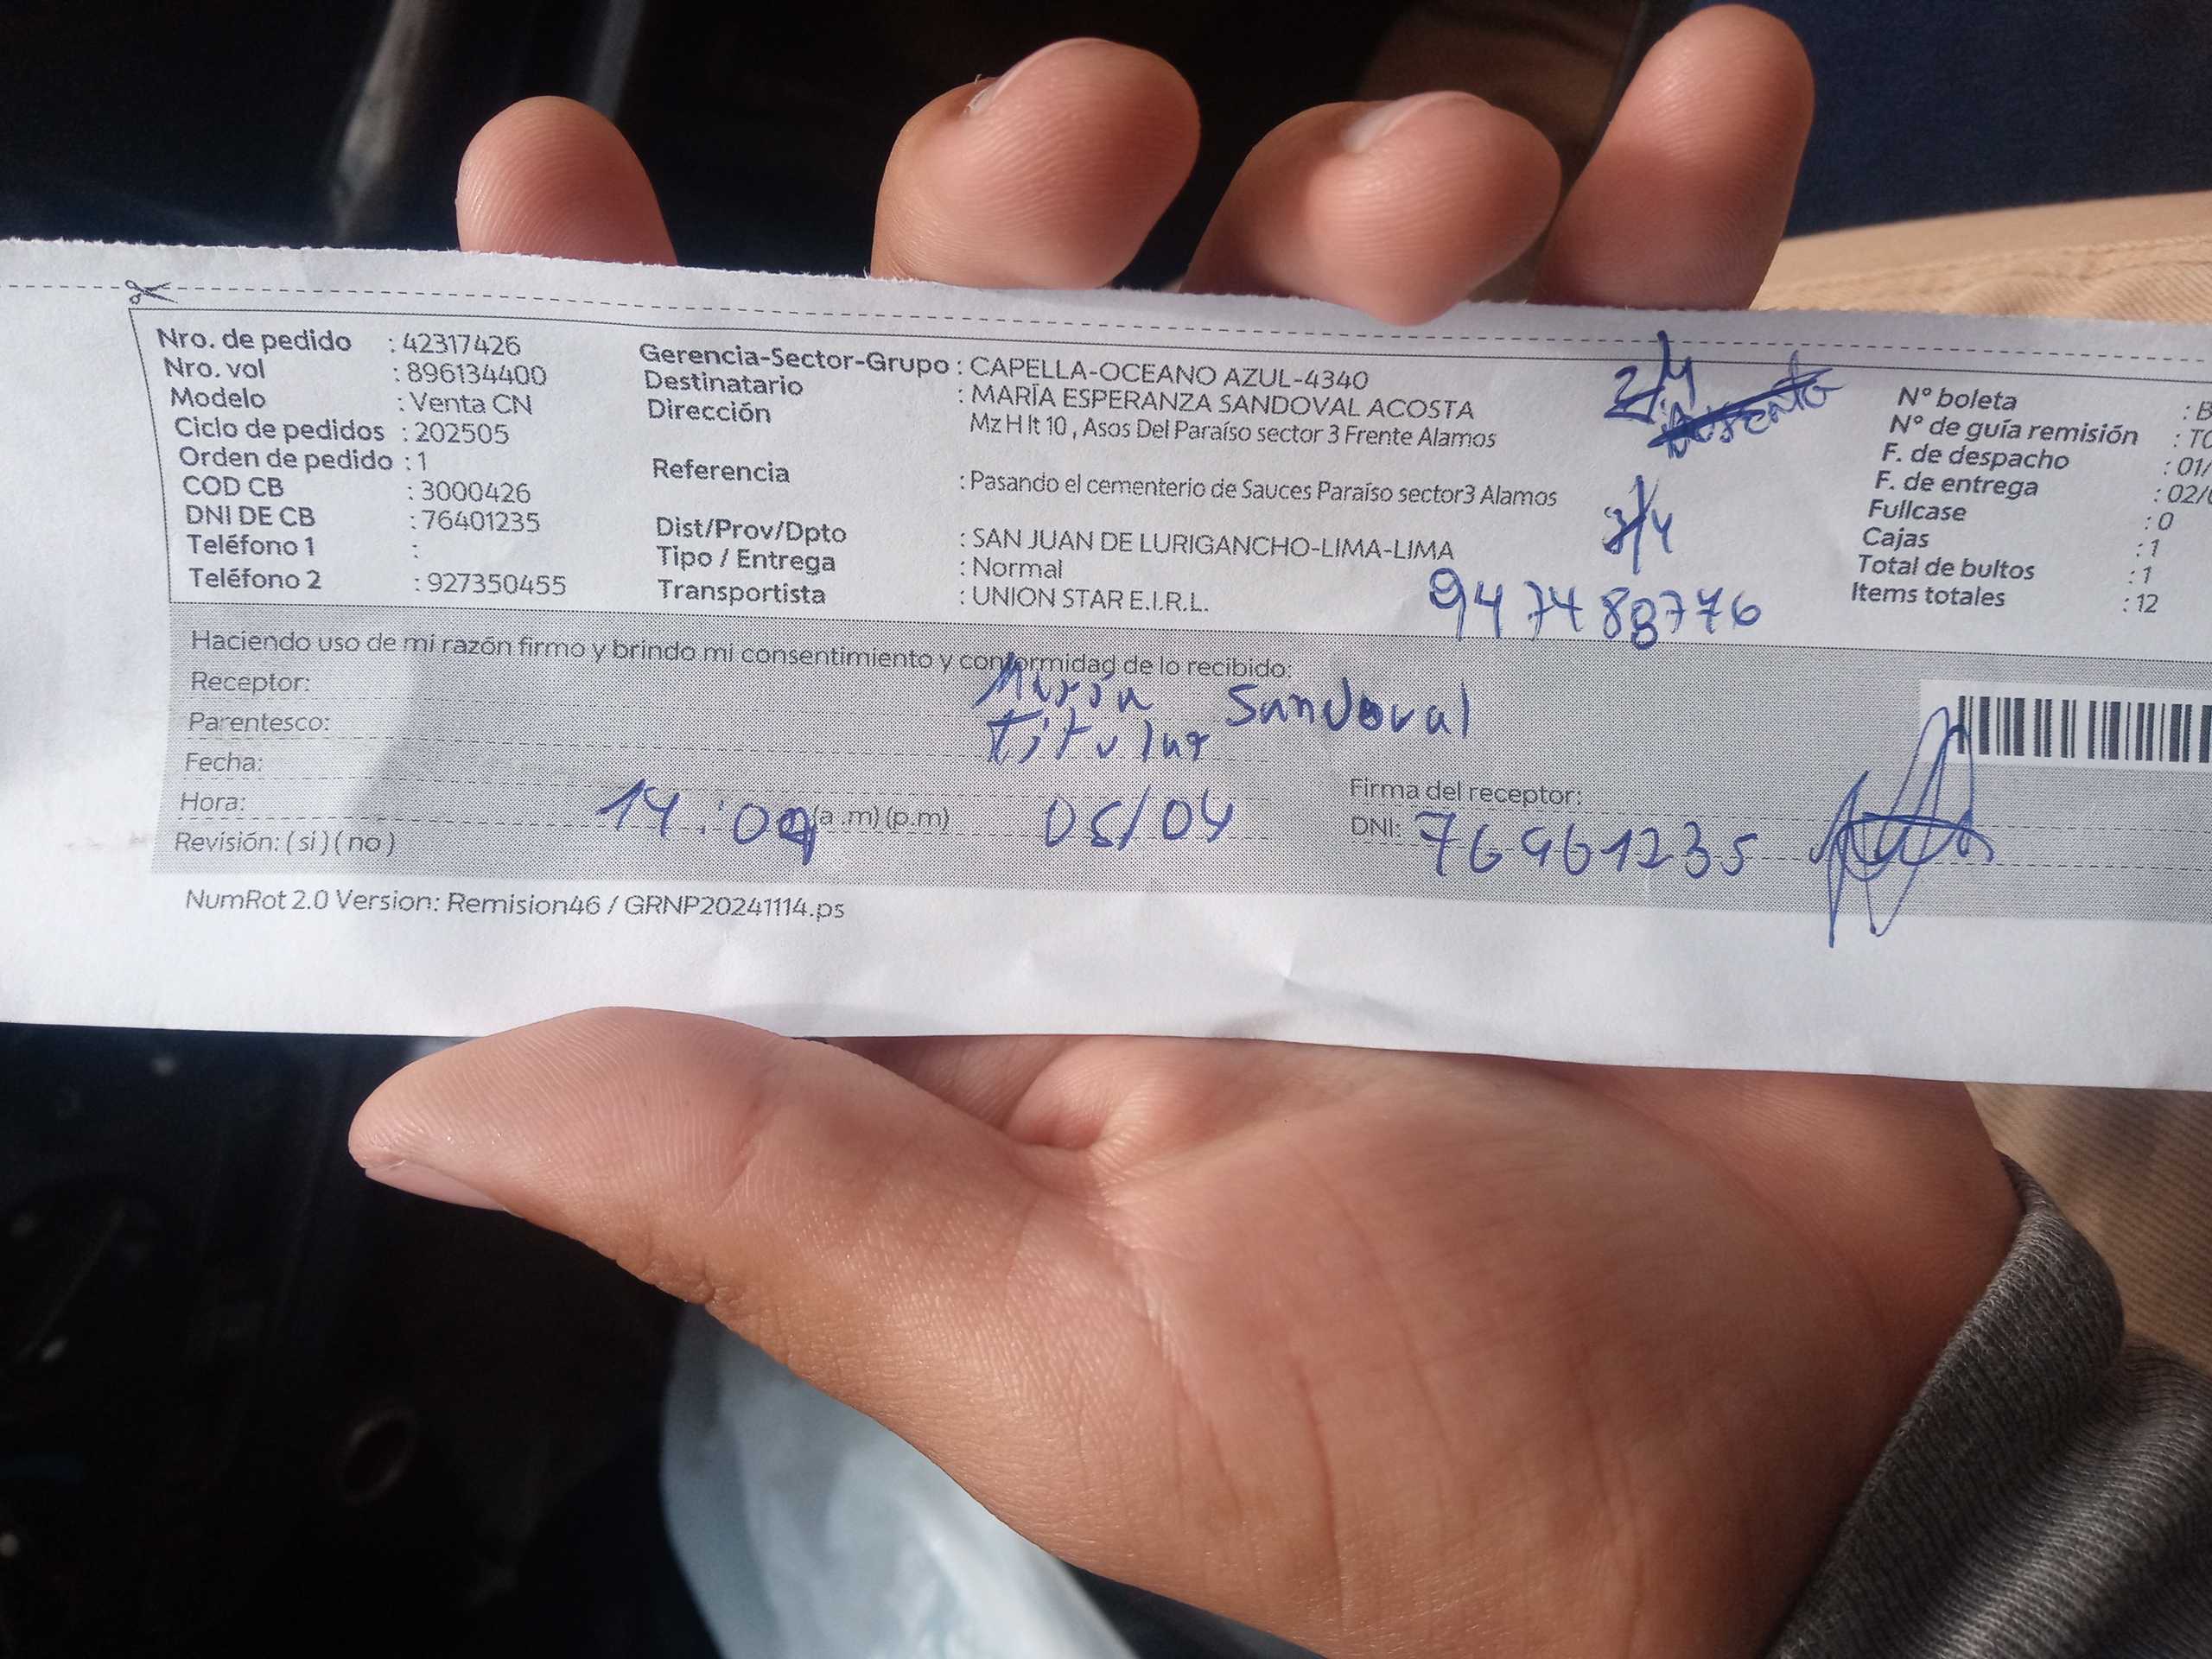 Nro. de pedido : 42317426
Nro. vol : 896134400
Modelo : Venta CN
Ciclo de pedidos : 202505
Orden de pedido : 1
COD CB : 3000426
DNI DE CB : 76401235
Teléfono 1 :
Teléfono 2 : 927350455
Gerencia-Sector-Grupo : CAPELLA-OCEANO AZUL-4340
Destinatario : MARÍA ESPERANZA SANDOVAL ACOSTA
Dirección Mz H lt 10 , Asos Del Paraíso sector 3 Frente Alamos
Referencia : Pasando el cementerio de Sauces Paraíso sector3 Alamos
Dist/Prov/Dpto : SAN JUAN DE LURIGANCHO-LIMA-LIMA
Tipo / Entrega : Normal
Transportista : UNION STAR E.I.R.L.
2/4
3/4
947488776
N° boleta : B
N° de guía remisión : T0
F. de despacho : 01/
F. de entrega : 02/
Fullcase : 0
Cajas : 1
Total de bultos : 1
Items totales : 12
Haciendo uso de mi razón firmo y brindo mi consentimiento y conformidad de lo recibido:
Receptor: María Sandoval
Parentesco: Titular
Fecha:
Hora: 14:09 (a .m) (p.m) 05/04
Revisión: ( si ) ( no )
Firma del receptor:
DNI: 76461235
NumRot 2.0 Version: Remision46 / GRNP20241114.ps